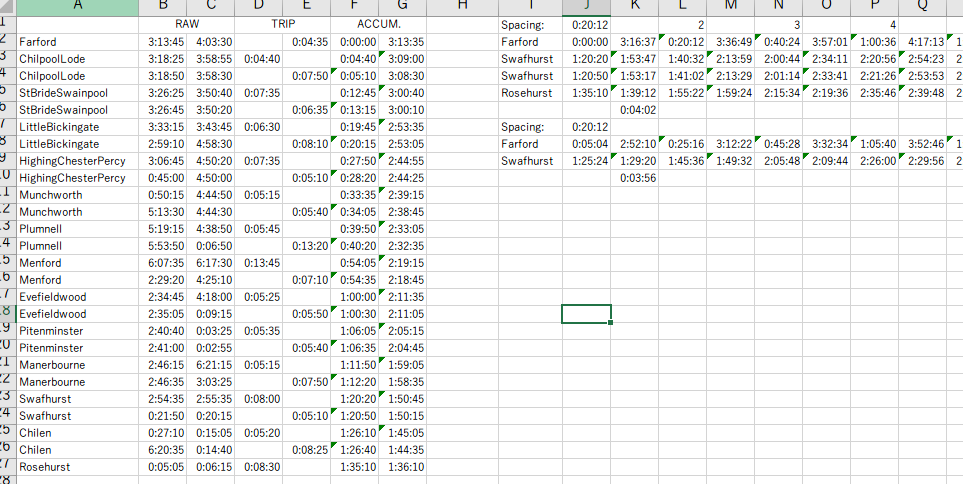 A B C D E F G H I J K L M N O P Q
1 RAW TRIP ACCUM. Spacing: 0:20:12 2 3 4
2 Farford 3:13:45 4:03:30 0:04:35 0:00:00 3:13:35 Farford 0:00:00 3:16:37 0:20:12 3:36:49 0:40:24 3:57:01 1:00:36 4:17:13 1
3 ChilpoolLode 3:18:25 3:58:55 0:04:40 0:04:40 3:09:00 Swafhurst 1:20:20 1:53:47 1:40:32 2:13:59 2:00:44 2:34:11 2:20:56 2:54:23 2
4 ChilpoolLode 3:18:50 3:58:30 0:07:50 0:05:10 3:08:30 Swafhurst 1:20:50 1:53:17 1:41:02 2:13:29 2:01:14 2:33:41 2:21:26 2:53:53 2
5 StBrideSwainpool 3:26:25 3:50:40 0:07:35 0:12:45 3:00:40 Rosehurst 1:35:10 1:39:12 1:55:22 1:59:24 2:15:34 2:19:36 2:35:46 2:39:48 2
6 StBrideSwainpool 3:26:45 3:50:20 0:06:35 0:13:15 3:00:10 0:04:02
7 LittleBickingate 3:33:15 3:43:45 0:06:30 0:19:45 2:53:35 Spacing: 0:20:12
8 LittleBickingate 2:59:10 4:58:30 0:08:10 0:20:15 2:53:05 Farford 0:05:04 2:52:10 0:25:16 3:12:22 0:45:28 3:32:34 1:05:40 3:52:46 1
9 HighingChesterPercy 3:06:45 4:50:20 0:07:35 0:27:50 2:44:55 Swafhurst 1:25:24 1:29:20 1:45:36 1:49:32 2:05:48 2:09:44 2:26:00 2:29:56 2
0 HighingChesterPercy 0:45:00 4:50:00 0:05:10 0:28:20 2:44:25 0:03:56
1 Munchworth 0:50:15 4:44:50 0:05:15 0:33:35 2:39:15
2 Munchworth 5:13:30 4:44:30 0:05:40 0:34:05 2:38:45
3 Plumnell 5:19:15 4:38:50 0:05:45 0:39:50 2:33:05
4 Plumnell 5:53:50 0:06:50 0:13:20 0:40:20 2:32:35
5 Menford 6:07:35 6:17:30 0:13:45 0:54:05 2:19:15
6 Menford 2:29:20 4:25:10 0:07:10 0:54:35 2:18:45
7 Evefieldwood 2:34:45 4:18:00 0:05:25 1:00:00 2:11:35
8 Evefieldwood 2:35:05 0:09:15 0:05:50 1:00:30 2:11:05
9 Pitenminster 2:40:40 0:03:25 0:05:35 1:06:05 2:05:15
0 Pitenminster 2:41:00 0:02:55 0:05:40 1:06:35 2:04:45
1 Manerbourne 2:46:15 6:21:15 0:05:15 1:11:50 1:59:05
2 Manerbourne 2:46:35 3:03:25 0:07:50 1:12:20 1:58:35
3 Swafhurst 2:54:35 2:55:35 0:08:00 1:20:20 1:50:45
4 Swafhurst 0:21:50 0:20:15 0:05:10 1:20:50 1:50:15
5 Chilen 0:27:10 0:15:05 0:05:20 1:26:10 1:45:05
6 Chilen 6:20:35 0:14:40 0:08:25 1:26:40 1:44:35
7 Rosehurst 0:05:05 0:06:15 0:08:30 1:35:10 1:36:10
8